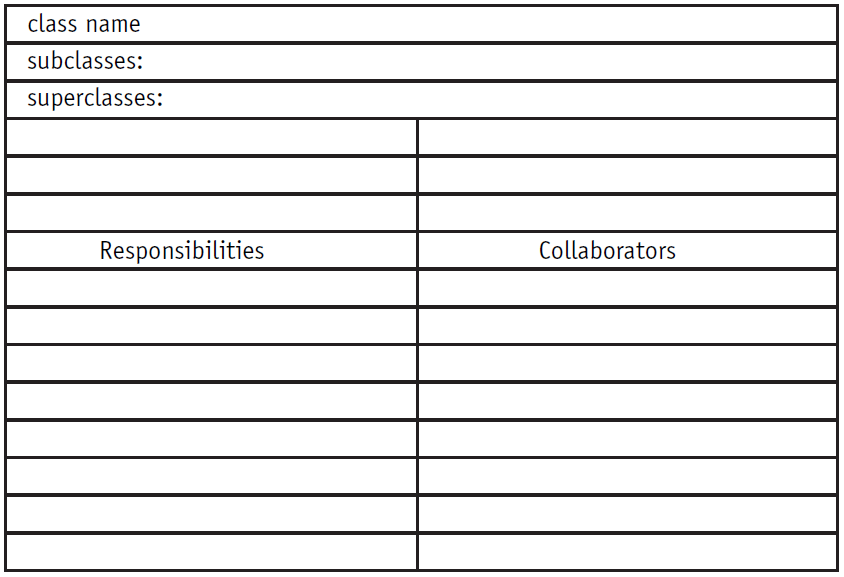 class name
subclasses:
superclasses:
Responsibilities Collaborators